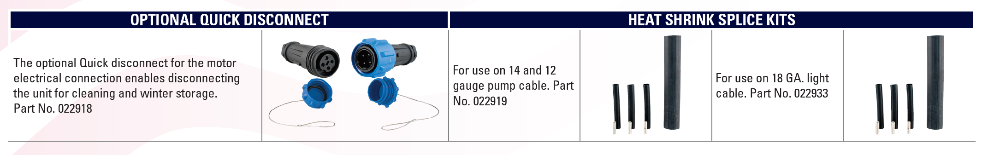 OPTIONAL QUICK DISCONNECT
The optional Quick disconnect for the motor
electrical connection enables disconnecting
the unit for cleaning and winter storage.
Part No. 022918
HEAT SHRINK SPLICE KITS
For use on 14 and 12
gauge pump cable. Part
No. 022919
For use on 18 GA. light
cable. Part No. 022933